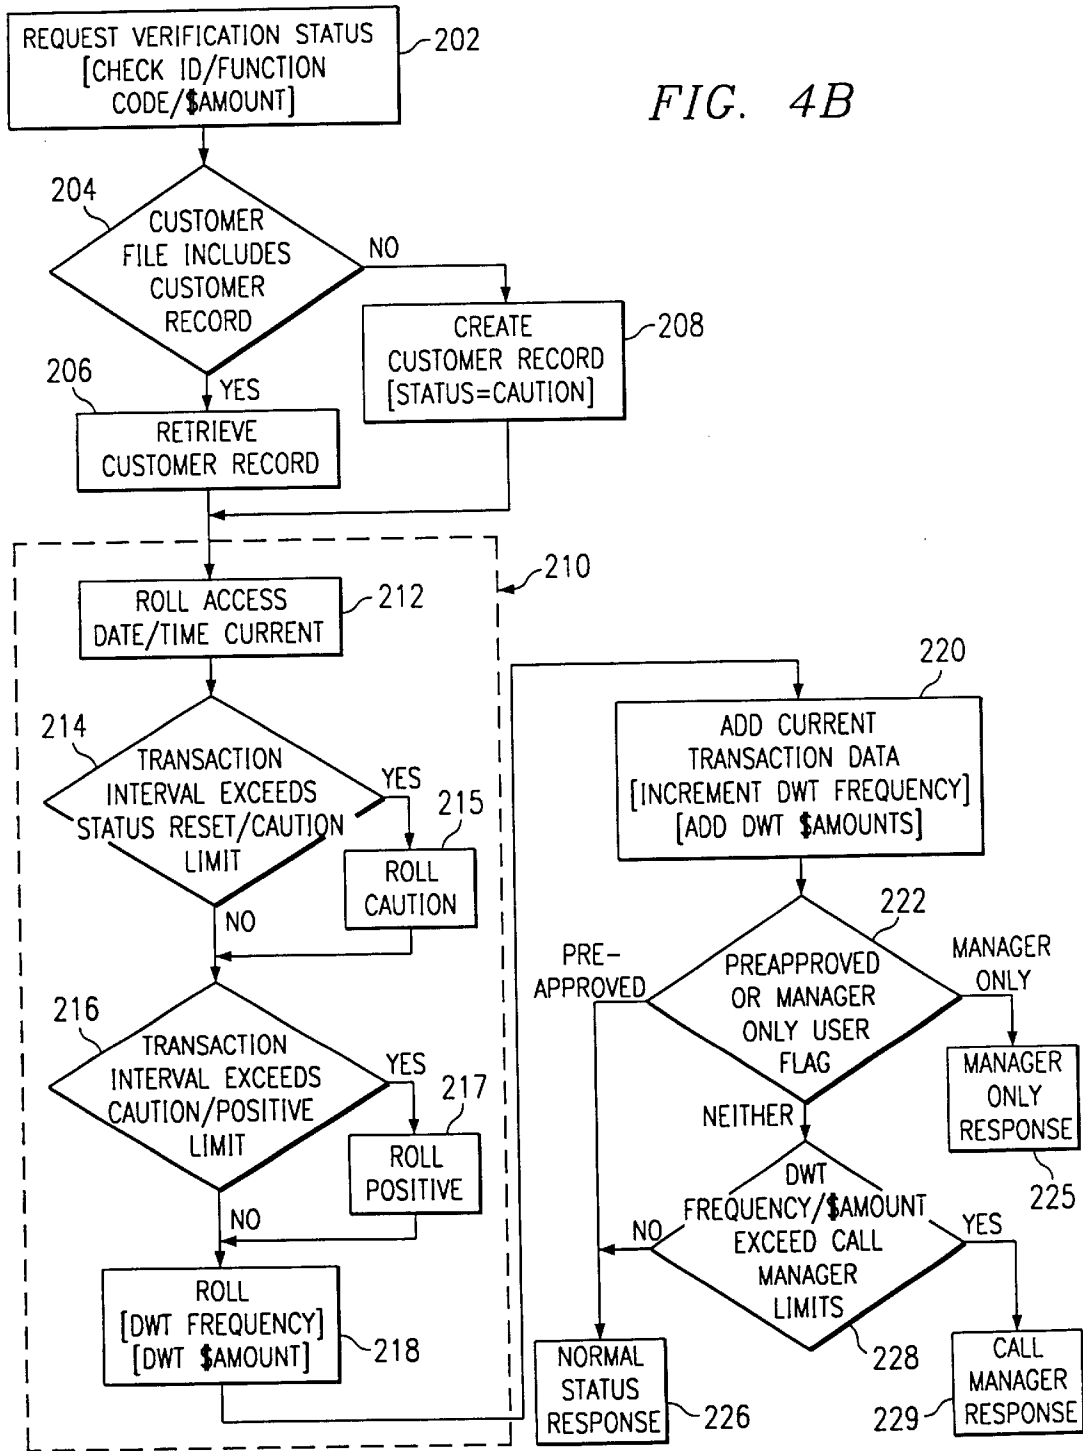 REQUEST VERIFICATION STATUS
[CHECK ID/FUNCTION
CODE/$AMOUNT]
202
FIG. 4B
204
CUSTOMER
FILE INCLUDES
CUSTOMER
RECORD
NO
CREATE
CUSTOMER RECORD
[STATUS=CAUTION]
208
206
YES
RETRIEVE
CUSTOMER RECORD
210
ROLL ACCESS
DATE/TIME CURRENT
212
214
TRANSACTION
INTERVAL EXCEEDS
STATUS RESET/CAUTION
LIMIT
YES
215
ROLL
CAUTION
NO
216
TRANSACTION
INTERVAL EXCEEDS
CAUTION/POSITIVE
LIMIT
YES
217
ROLL
POSITIVE
NO
ROLL
[DWT FREQUENCY]
[DWT $AMOUNT]
218
220
ADD CURRENT
TRANSACTION DATA
[INCREMENT DWT FREQUENCY]
[ADD DWT $AMOUNTS]
222
PRE-
APPROVED
PREAPPROVED
OR MANAGER
ONLY USER
FLAG
MANAGER
ONLY
MANAGER
ONLY
RESPONSE
225
NEITHER
DWT
FREQUENCY/$AMOUNT
EXCEED CALL
MANAGER
LIMITS
NO
YES
228
NORMAL
STATUS
RESPONSE
226
CALL
MANAGER
RESPONSE
229